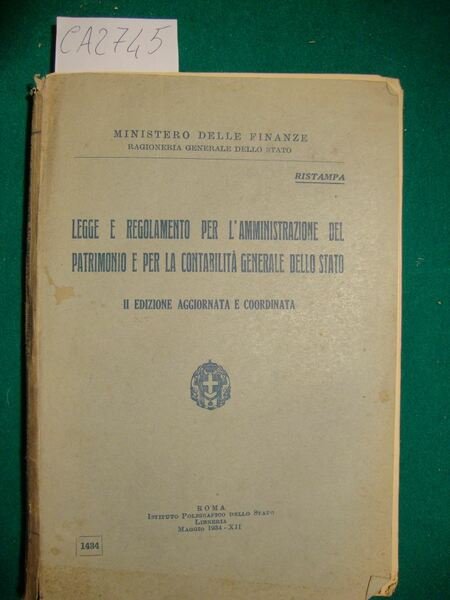 CA2745
MINISTERO DELLE FINANZE
RAGIONERIA GENERALE DELLO STATO
RISTAMPA
LEGGE E REGOLAMENTO PER L'AMMINISTRAZIONE DEL
PATRIMONIO E PER LA CONTABILITÀ GENERALE DELLO STATO
II EDIZIONE AGGIORNATA E COORDINATA
ROMA
ISTITUTO POLIGRAFICO DELLO STATO
LIBRERIA
MAGGIO 1934 - XII
1434